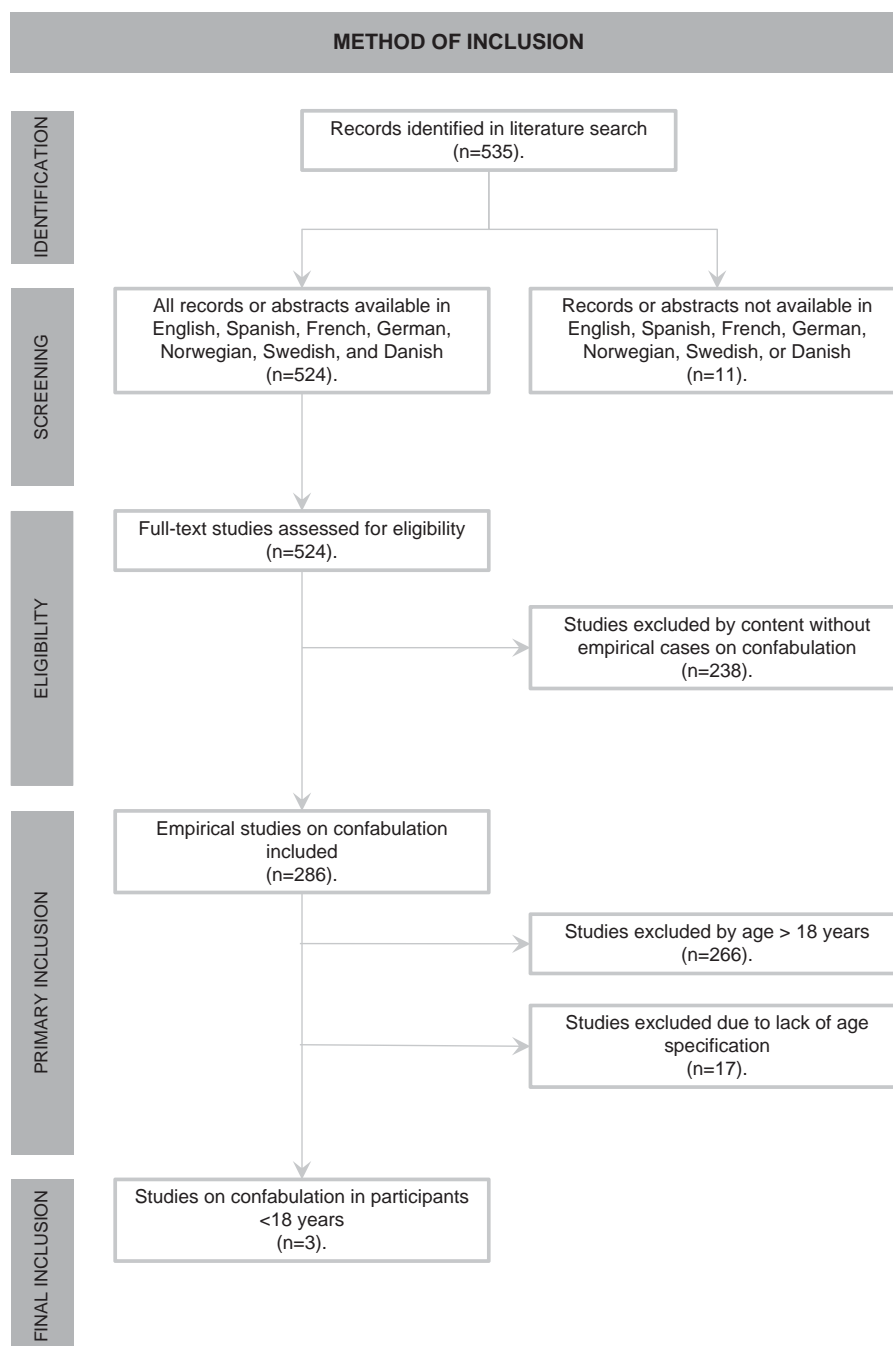 METHOD OF INCLUSION
IDENTIFICATION
Records identified in literature search
(n=535).
SCREENING
All records or abstracts available in
English, Spanish, French, German,
Norwegian, Swedish, and Danish
(n=524).
Records or abstracts not available in
English, Spanish, French, German,
Norwegian, Swedish, or Danish
(n=11).
ELIGIBILITY
Full-text studies assessed for eligibility
(n=524).
Studies excluded by content without
empirical cases on confabulation
(n=238).
PRIMARY INCLUSION
Empirical studies on confabulation
included
(n=286).
Studies excluded by age > 18 years
(n=266).
Studies excluded due to lack of age
specification
(n=17).
FINAL INCLUSION
Studies on confabulation in participants
<18 years
(n=3).